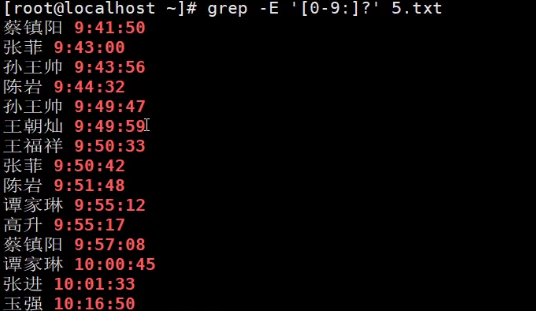 [root@localhost ~]# grep -E '[0-9:]?' 5.txt
蔡镇阳 9:41:50
张菲 9:43:00
孙王帅 9:43:56
陈岩 9:44:32
孙王帅 9:49:47
王朝灿 9:49:59
王福祥 9:50:33
张菲 9:50:42
陈岩 9:51:48
谭家琳 9:55:12
高升 9:55:17
蔡镇阳 9:57:08
谭家琳 10:00:45
张进 10:01:33
玉强 10:16:50